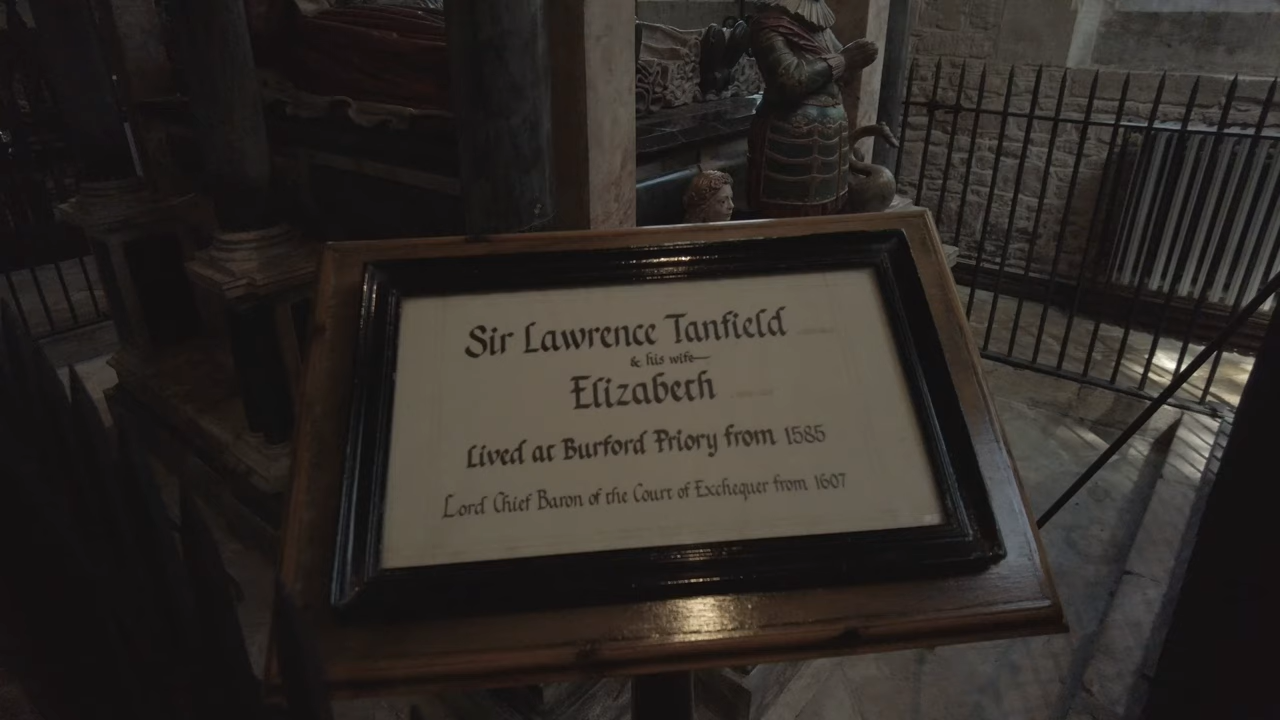 Sir Lawrence Tanfield
& his wife
Elizabeth
Lived at Burford Priory from 1585
Lord Chief Baron of the Court of Exchequer from 1607